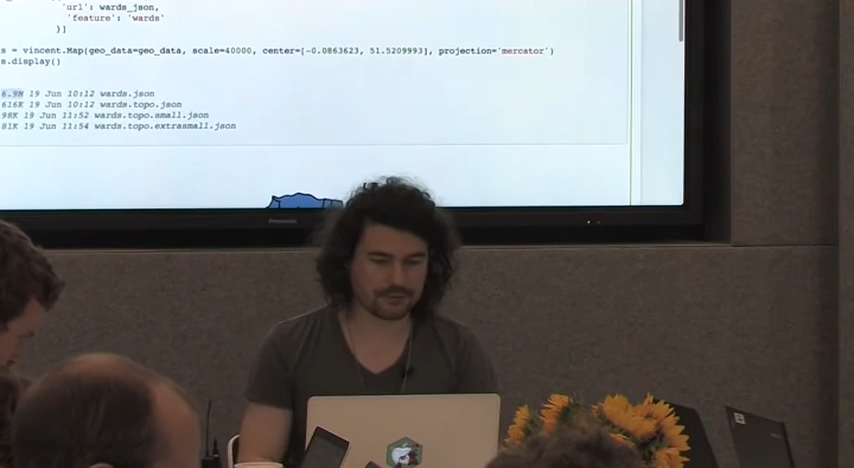 'url': wards_json,
'feature': 'wards'
}]
s = vincent.Map(geo_data=geo_data, scale=40000, center=[-0.0863623, 51.5209993], projection='mercator')
s.display()
6.9M 19 Jun 10:12 wards.json
616K 19 Jun 10:12 wards.topo.json
98K 19 Jun 11:52 wards.topo.small.json
81K 19 Jun 11:54 wards.topo.extrasmall.json
Panasonic